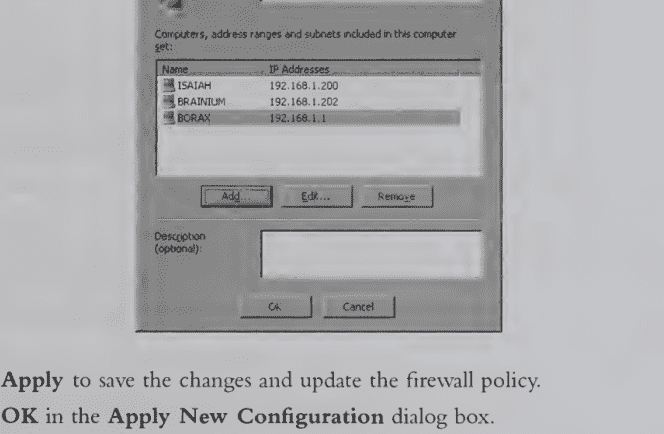 Computers, address ranges and subnets included in this computer
set:
Name IP Addresses
ISAIAH 192.168.1.200
BRAINIUM 192.168.1.202
BORAX 192.168.1.1
Add... Edit... Remove
Description
(optional):
OK Cancel
Apply to save the changes and update the firewall policy.
OK in the Apply New Configuration dialog box.